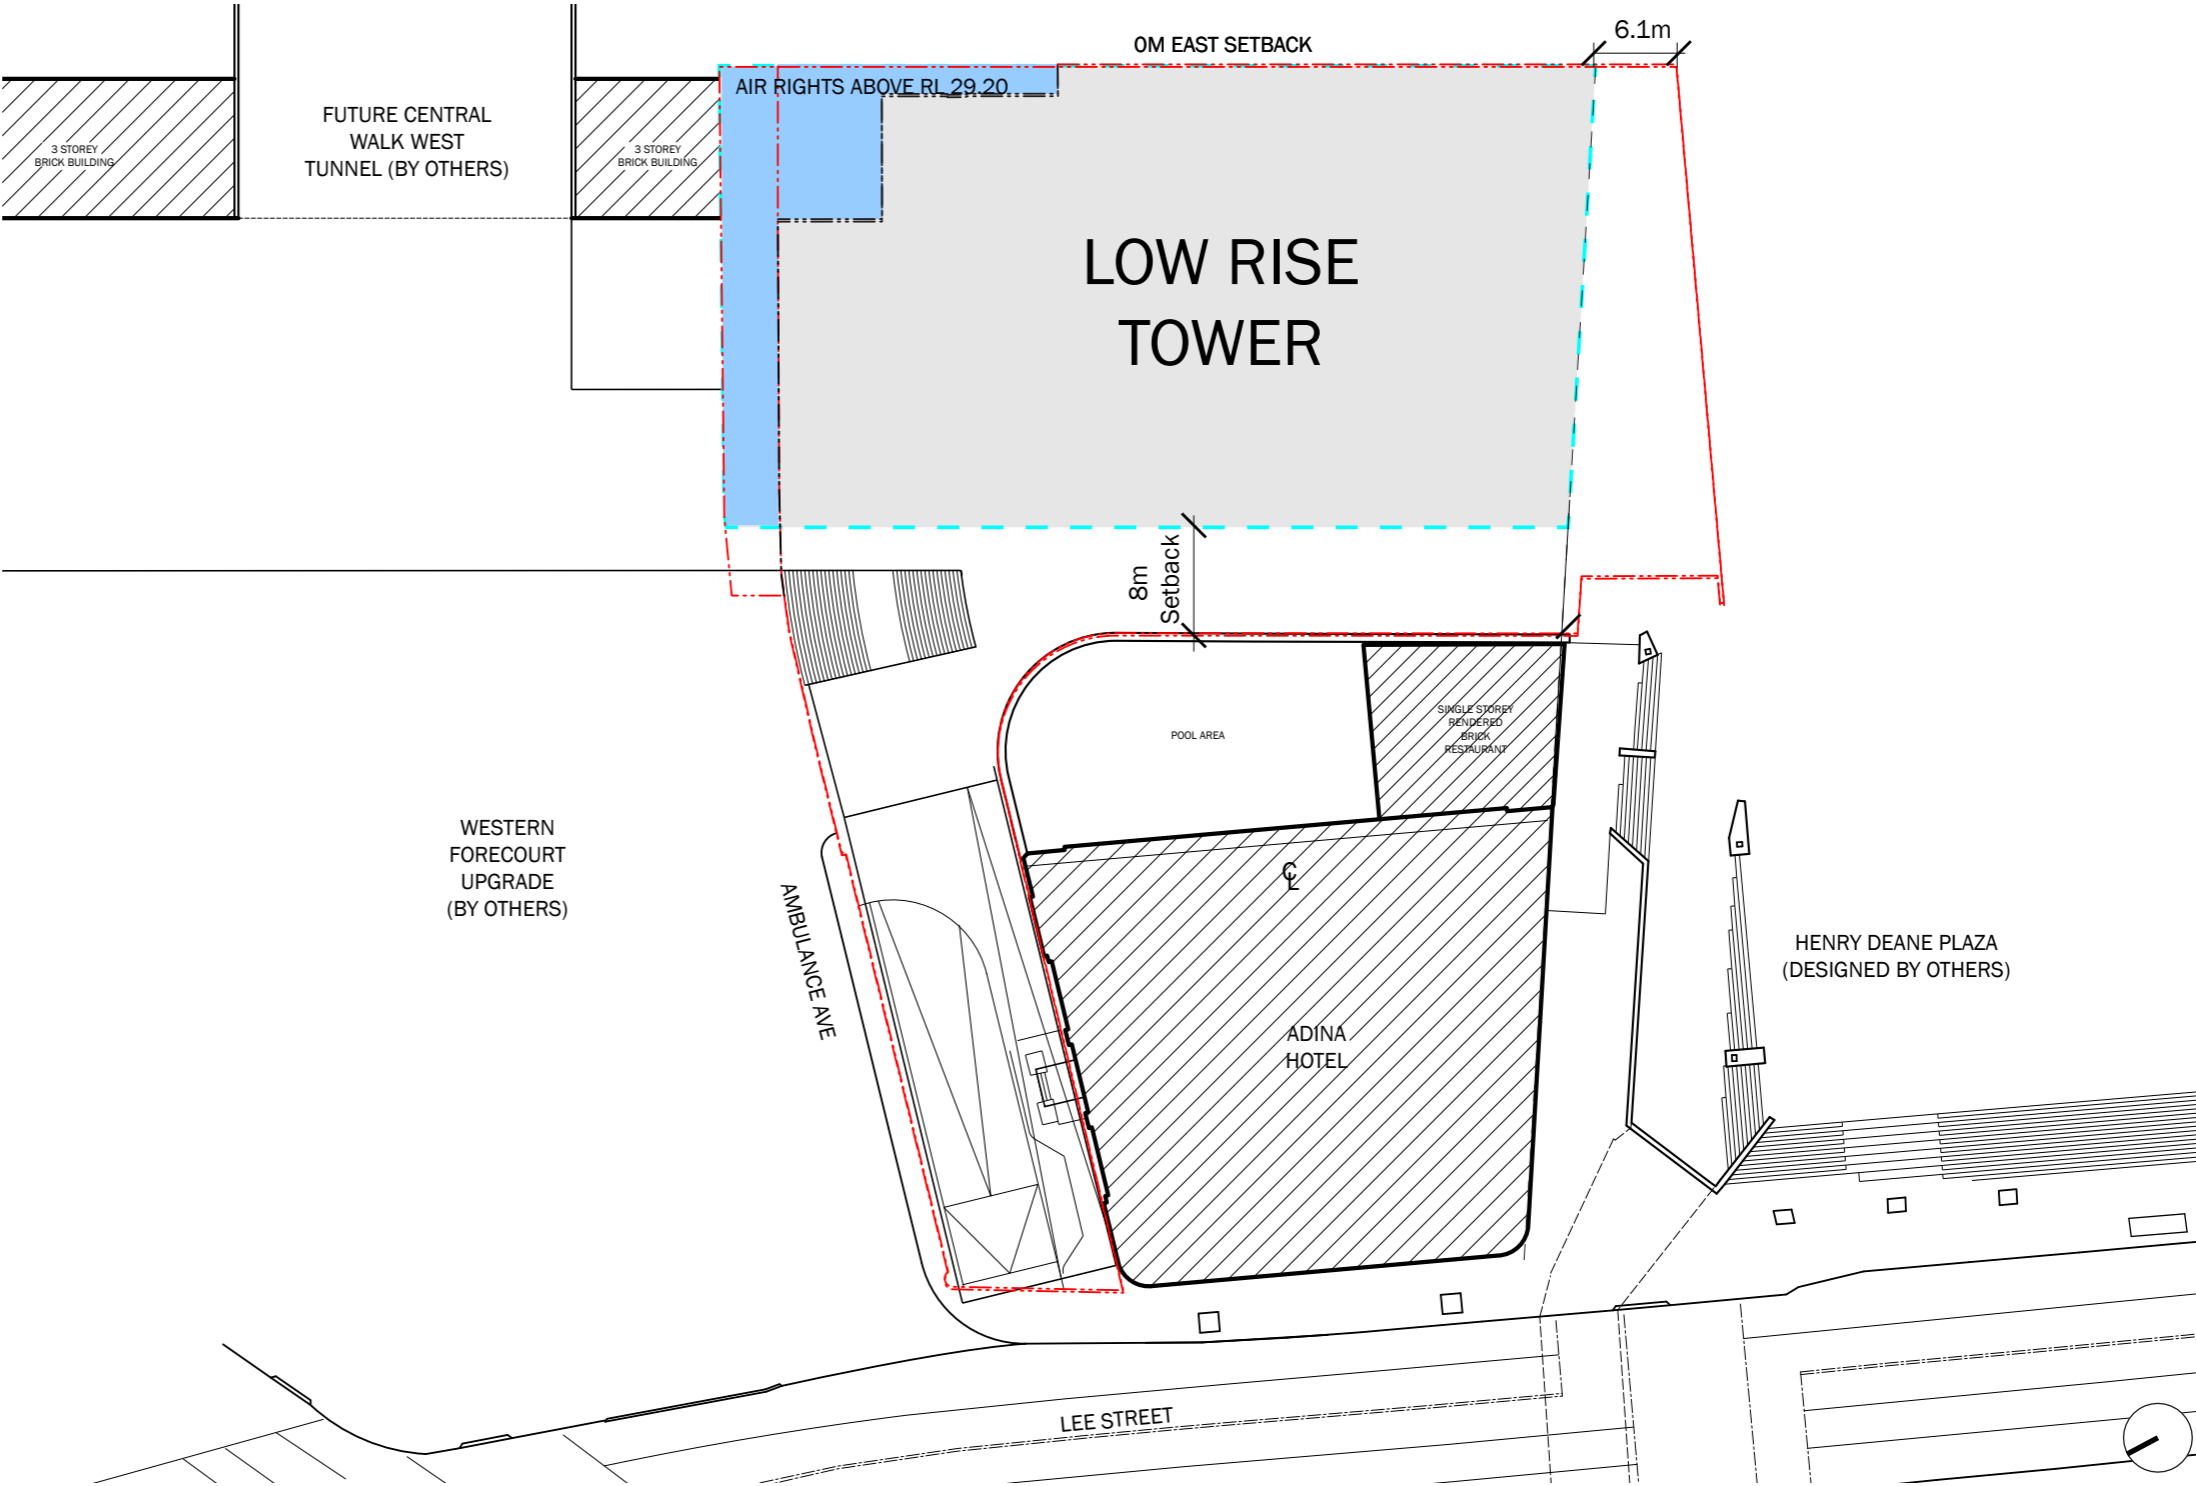 6.1m
0M EAST SETBACK
AIR RIGHTS ABOVE RL 29.20
FUTURE CENTRAL
WALK WEST
TUNNEL (BY OTHERS)
3 STOREY
BRICK BUILDING
3 STOREY
BRICK BUILDING
LOW RISE
TOWER
8m
Setback
POOL AREA
SINGLE STOREY
RENDERED
BRICK
RESTAURANT
WESTERN
FORECOURT
UPGRADE
(BY OTHERS)
AMBULANCE AVE
CL
HENRY DEANE PLAZA
(DESIGNED BY OTHERS)
ADINA
HOTEL
LEE STREET